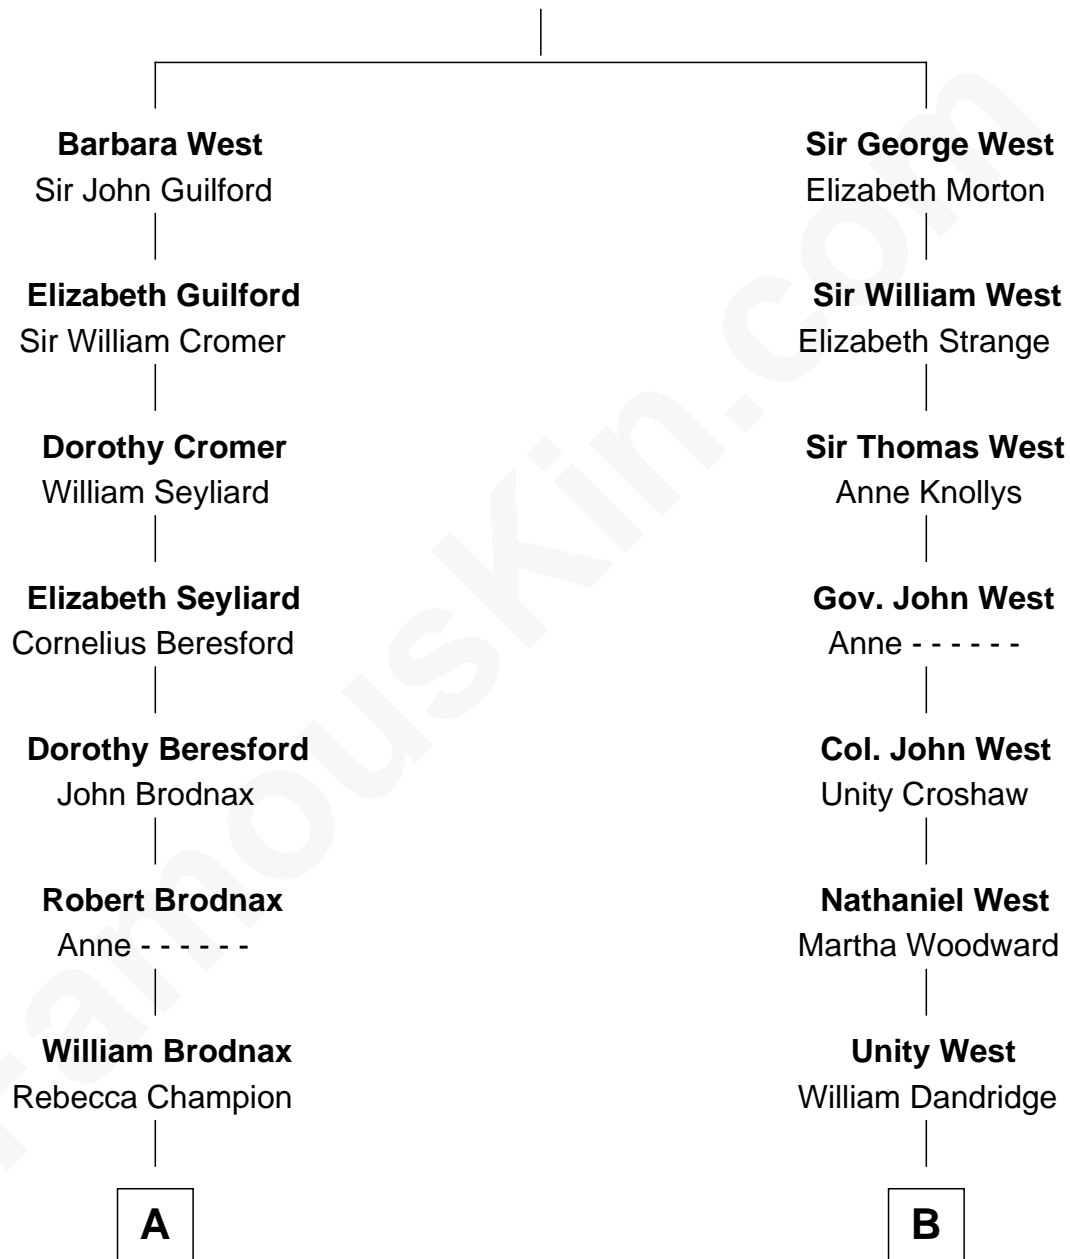 Barbara West
Sir John Guilford
Elizabeth Guilford
Sir William Cromer
Dorothy Cromer
William Seyliard
Elizabeth Seyliard
Cornelius Beresford
Dorothy Beresford
John Brodnax
Robert Brodnax
Anne - - - - - -
William Brodnax
Rebecca Champion
A
Sir George West
Elizabeth Morton
Sir William West
Elizabeth Strange
Sir Thomas West
Anne Knollys
Gov. John West
Anne - - - - - -
Col. John West
Unity Croshaw
Nathaniel West
Martha Woodward
Unity West
William Dandridge
B
FamousKin.com